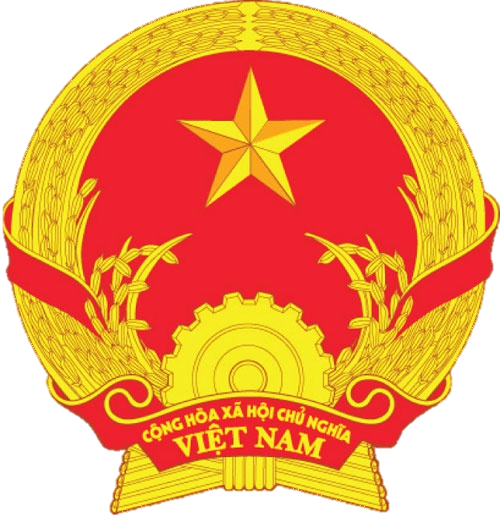 CỘNG HÒA XÃ HỘI CHỦ NGHĨA
VIỆT NAM